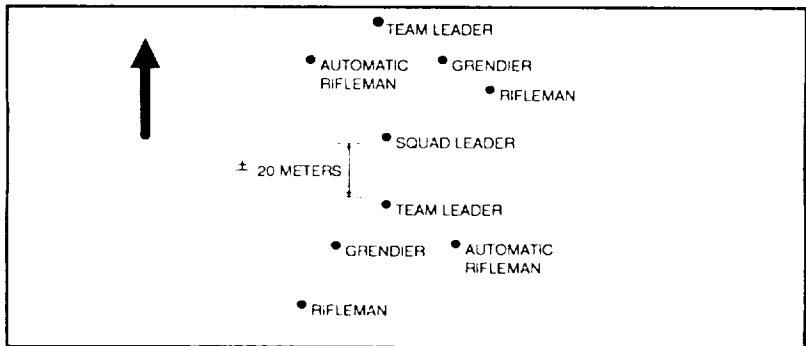 TEAM LEADER
AUTOMATIC
RIFLEMAN
GRENDIER
RIFLEMAN
SQUAD LEADER
± 20 METERS
TEAM LEADER
GRENDIER
AUTOMATIC
RIFLEMAN
RIFLEMAN